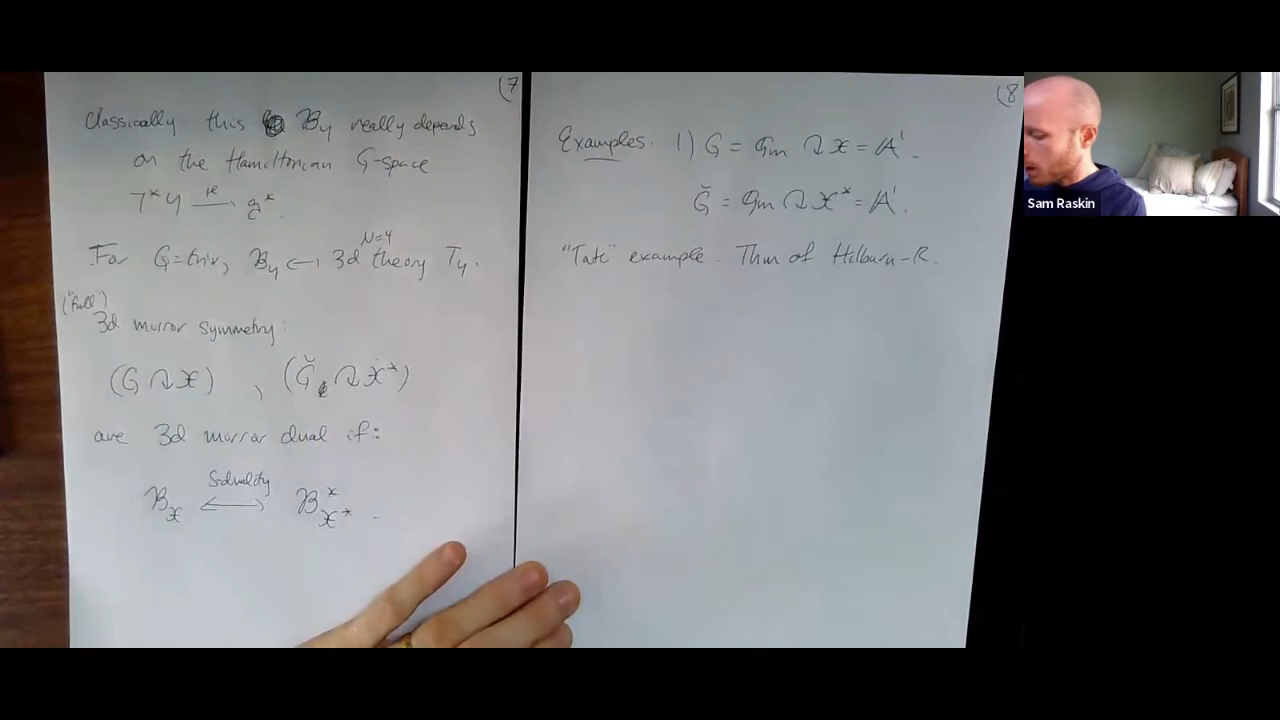 (7
Classically this 𝓑_y really depends
on the Hamiltonian G-space
T*Y —μ→ g*.
For G=triv, 𝓑_y ↔ 3d N=4 theory T_y.
("full")
3d mirror symmetry:
(G ↷ 𝒳) , (Ǧ ↷ 𝒳*)
are 3d mirror dual if:
S-duality
𝓑_𝒳 ⟷ 𝓑*_𝒳* .
(8
Examples. 1) G = 𝔾m ↷ 𝒳 = 𝔸¹.
Ǧ = 𝔾m ↷ 𝒳* = 𝔸¹.
"Tate" example. Thm of Hilburn-R.
Sam Raskin